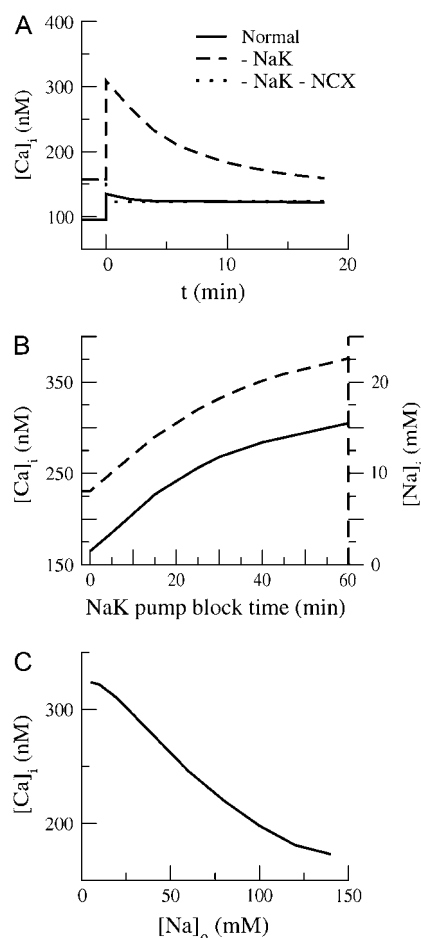 A
Normal
- NaK
- NaK - NCX
400
300
200
100
[Ca]i (nM)
0
10
20
t (min)
B
350
250
150
[Ca]i (nM)
20
10
0
[Na]i (mM)
0
20
40
60
NaK pump block time (min)
C
300
200
[Ca]i (nM)
0
50
100
150
[Na]o (mM)